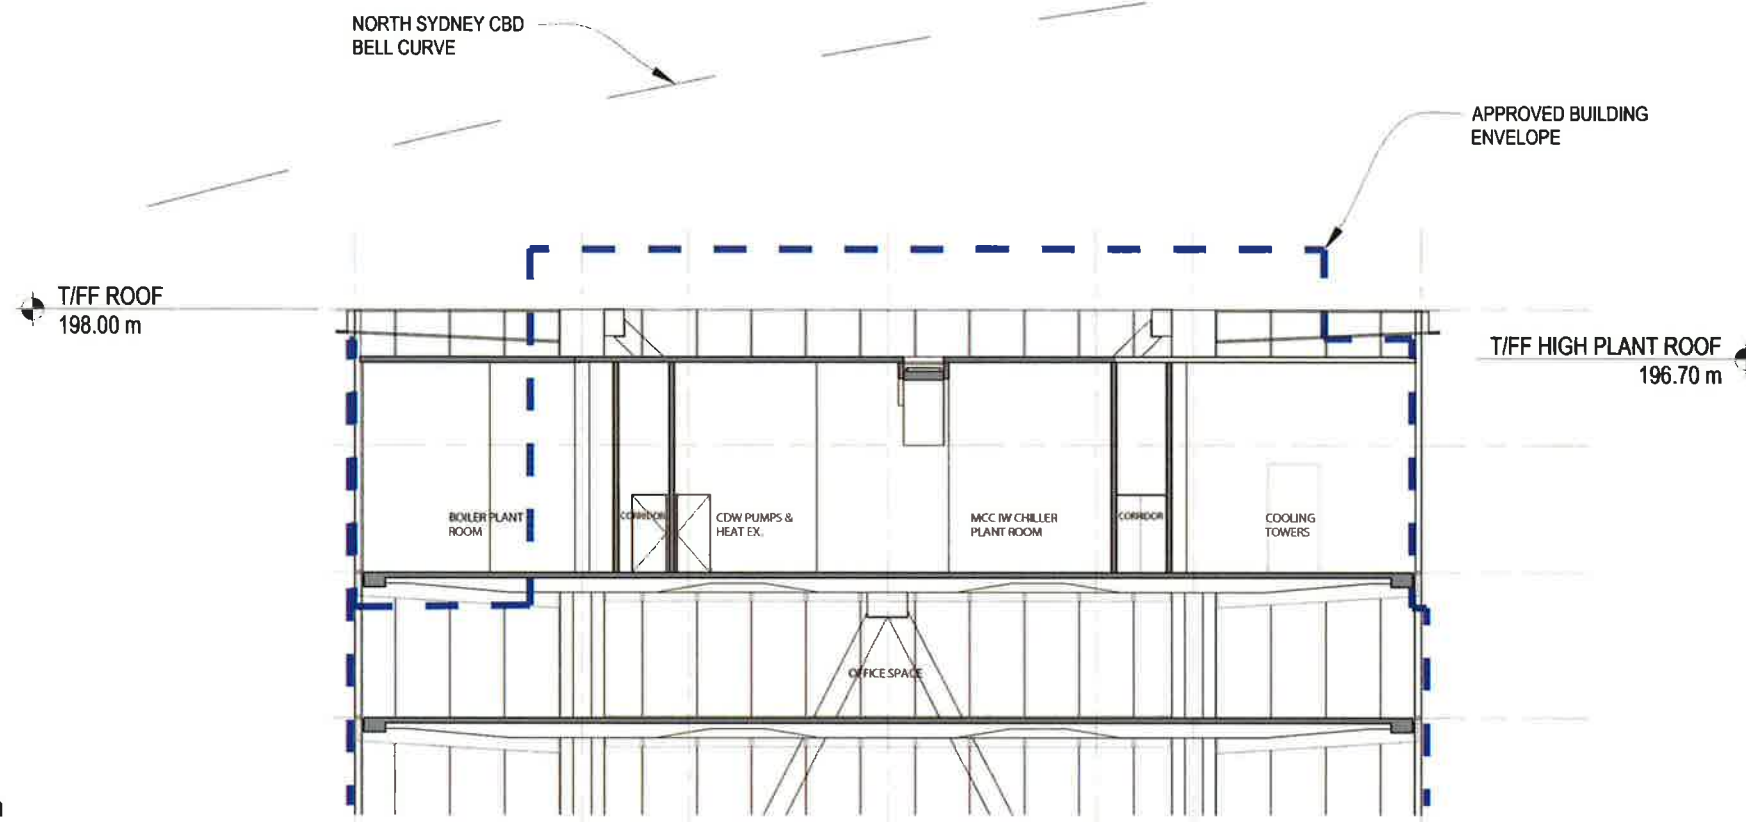 NORTH SYDNEY CBD
BELL CURVE
APPROVED BUILDING
ENVELOPE
T/FF ROOF
198.00 m
T/FF HIGH PLANT ROOF
196.70 m
BOILER PLANT
ROOM
CORRIDOR
CDW PUMPS &
HEAT EX.
MCC IW CHILLER
PLANT ROOM
CORRIDOR
COOLING
TOWERS
OFFICE SPACE